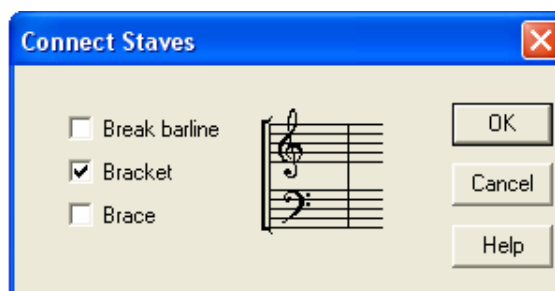 Connect Staves
Break barline
Bracket
Brace
OK
Cancel
Help